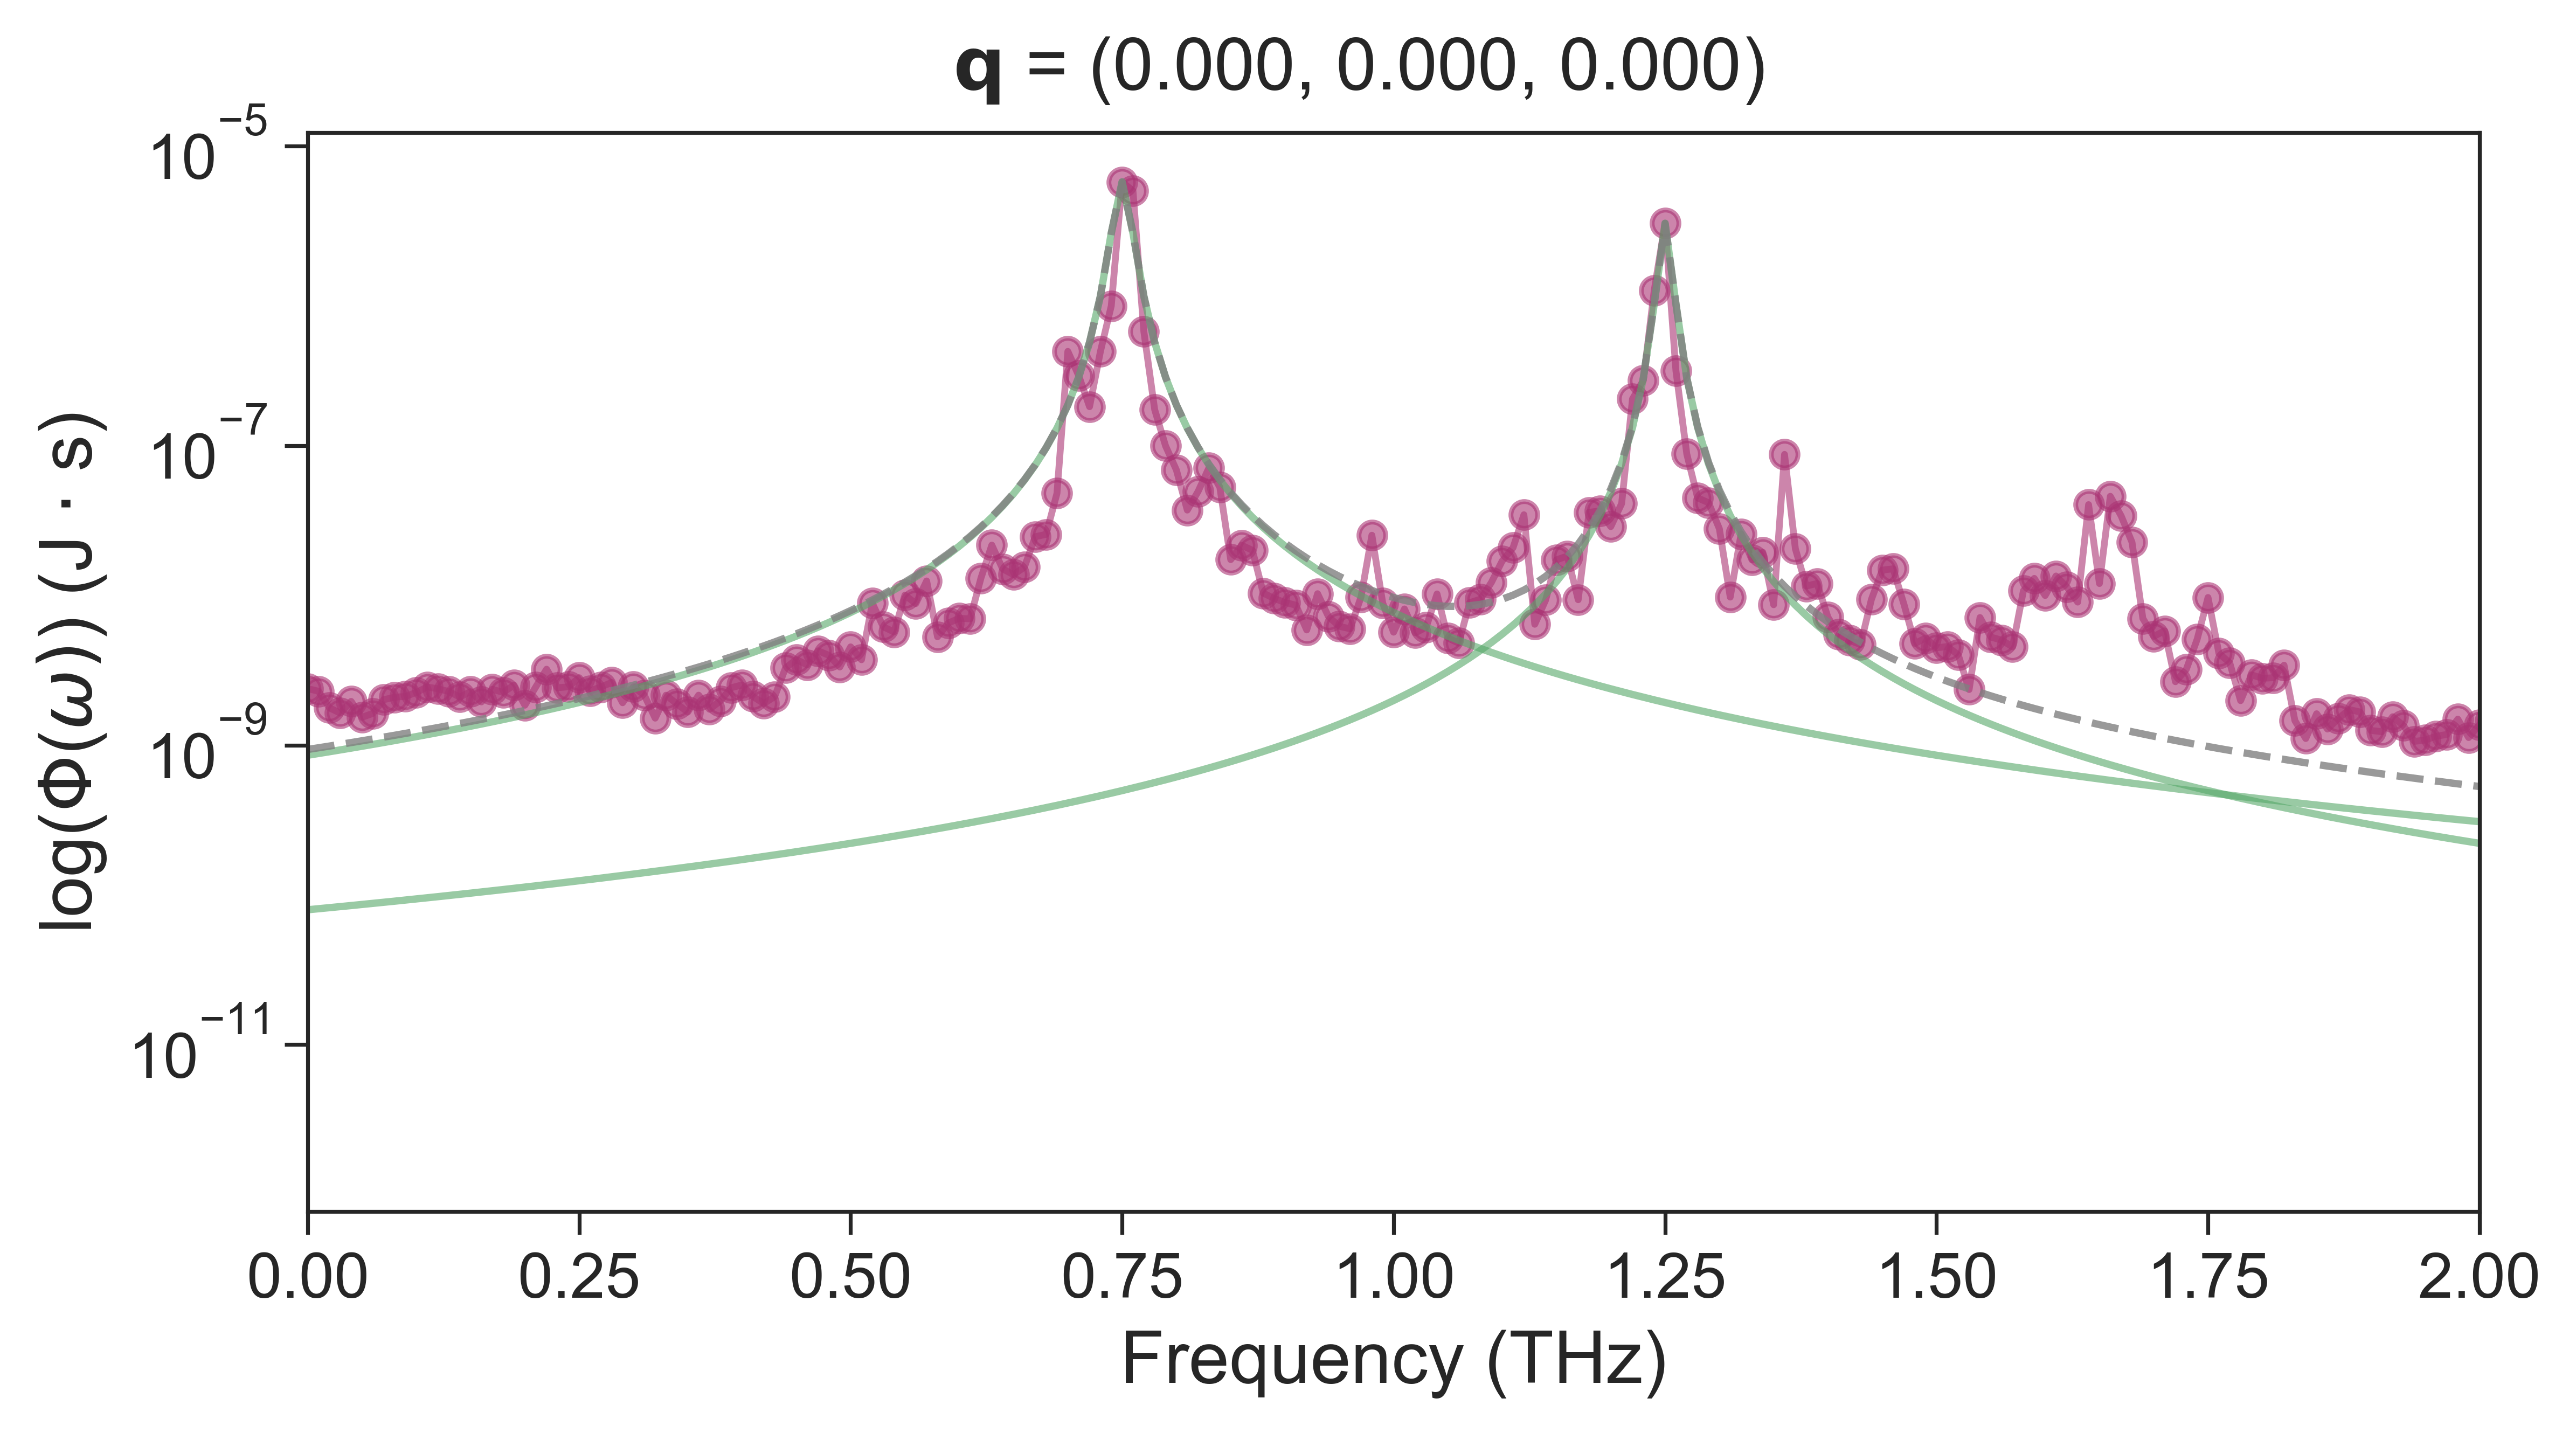 q = (0.000, 0.000, 0.000)
log(Φ(ω))) (J · s)
10⁻⁵
10⁻⁷
10⁻⁹
10⁻¹¹
0.00 0.25 0.50 0.75 1.00 1.25 1.50 1.75 2.00
Frequency (THz)